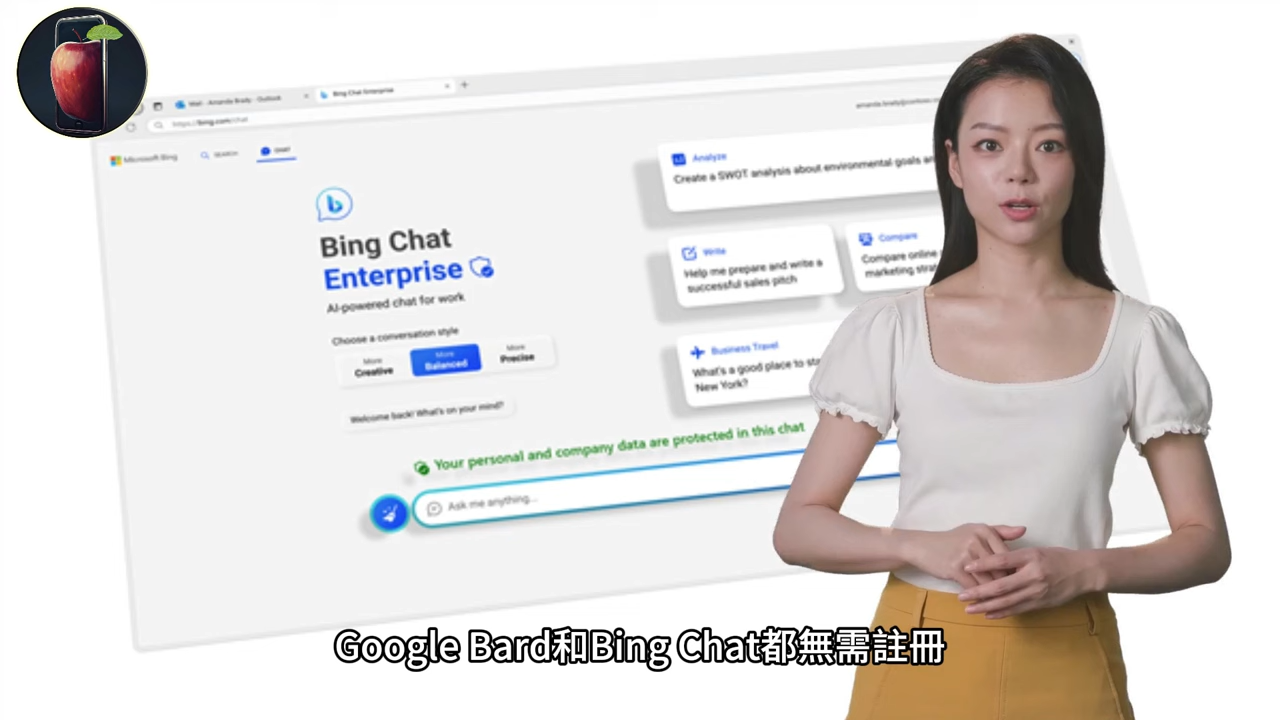 Mail - Amanda Brady - Outlook
Bing Chat Enterprise
https://bing.com/chat
Microsoft Bing
SEARCH
CHAT
Bing Chat
Enterprise
AI-powered chat for work
Choose a conversation style
More
Creative
More
Balanced
More
Precise
Welcome back! What's on your mind?
Analyze
Create a SWOT analysis about environmental goals
Write
Help me prepare and write a
successful sales pitch
Compare
Compare online
marketing
Business Travel
What's a good place to
New York?
Your personal and company data are protected in this chat
Ask me anything...
Google Bard和Bing Chat都無需註冊